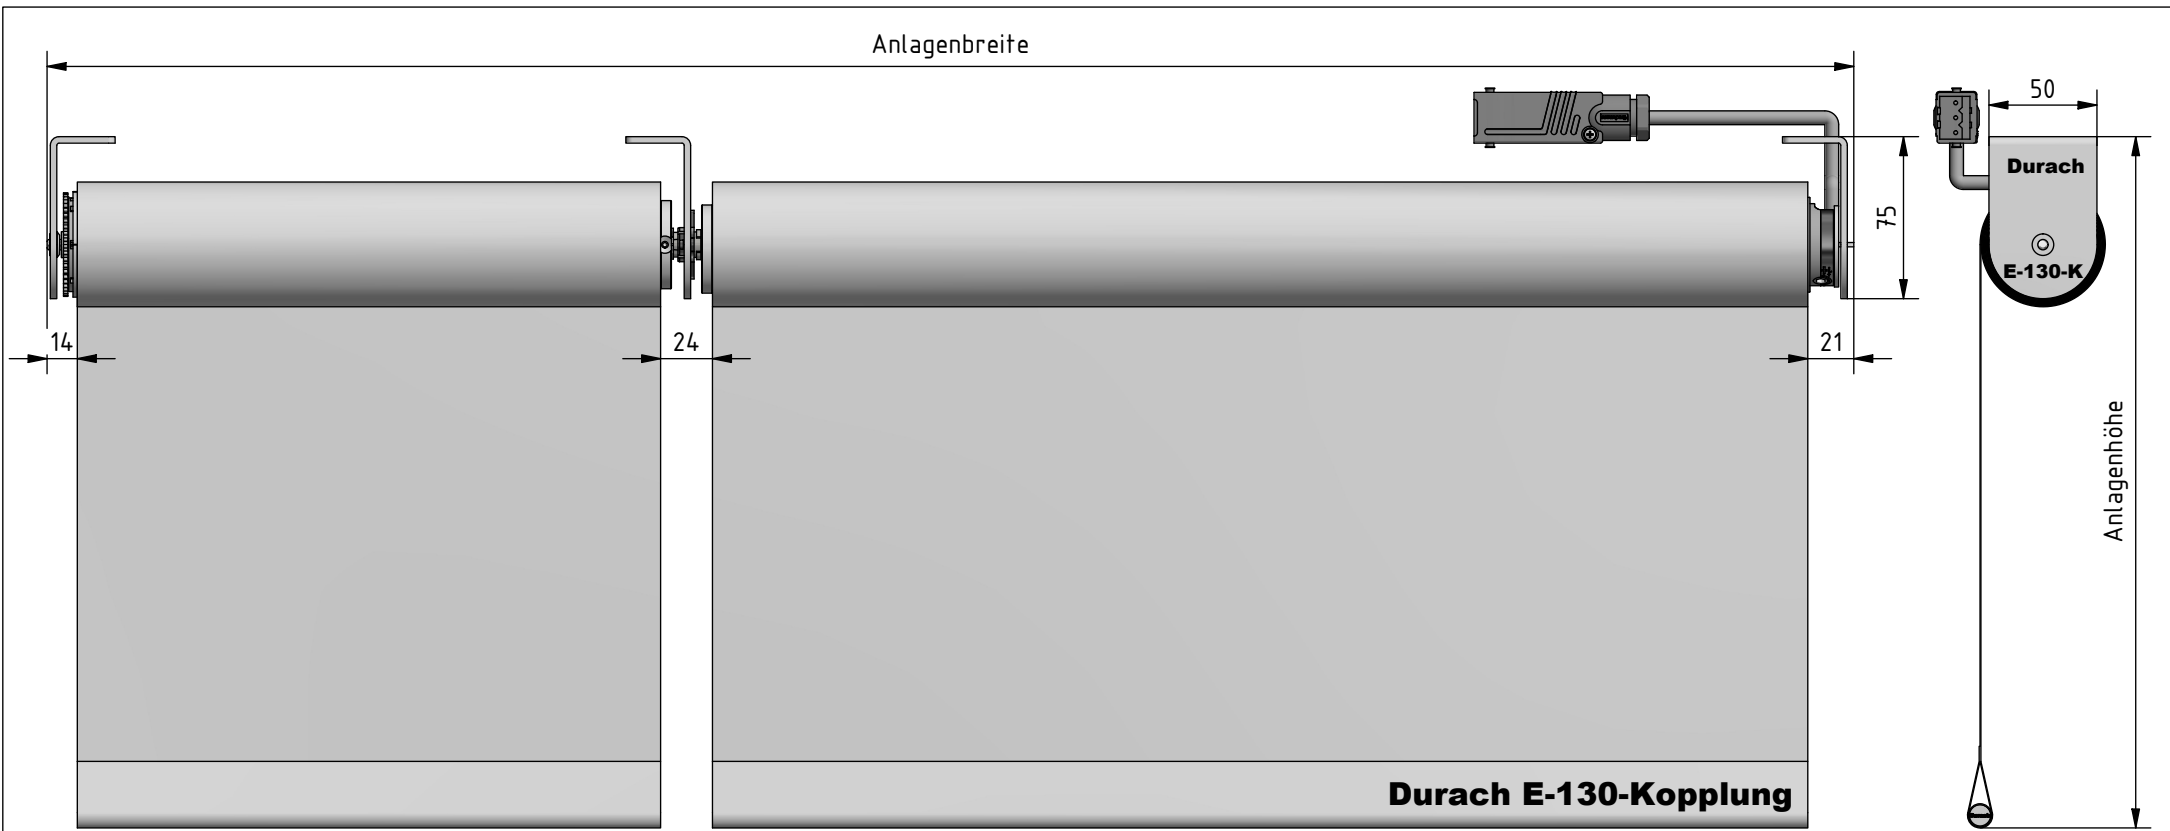 Anlagenbreite
50
Durach
75
E-130-K
14
24
21
Anlagenhöhe
Durach E-130-Kopplung